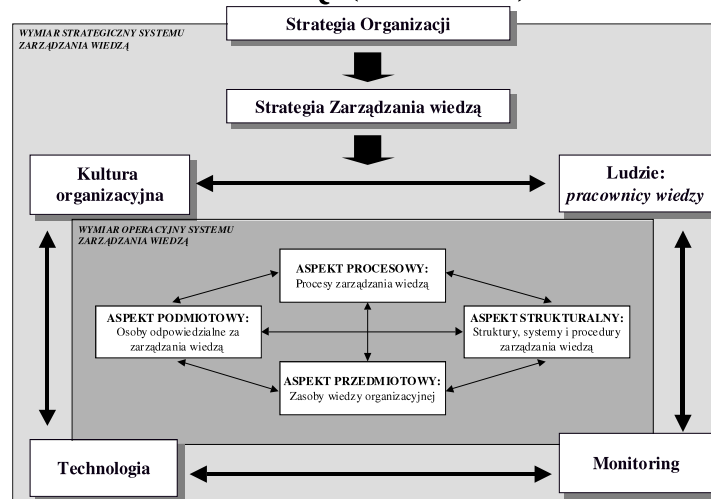 WYMIAR STRATEGICZNY SYSTEMU
ZARZĄDZANIA WIEDZĄ
Strategia Organizacji
Strategia Zarządzania wiedzą
Kultura
organizacyjna
Ludzie:
pracownicy wiedzy
WYMIAR OPERACYJNY SYSTEMU
ZARZĄDZANIA WIEDZĄ
ASPEKT PROCESOWY:
Procesy zarządzania wiedzą
ASPEKT PODMIOTOWY:
Osoby odpowiedzialne za
zarządzania wiedzą
ASPEKT STRUKTURALNY:
Struktury, systemy i procedury
zarządzania wiedzą
ASPEKT PRZEDMIOTOWY:
Zasoby wiedzy organizacyjnej
Technologia
Monitoring